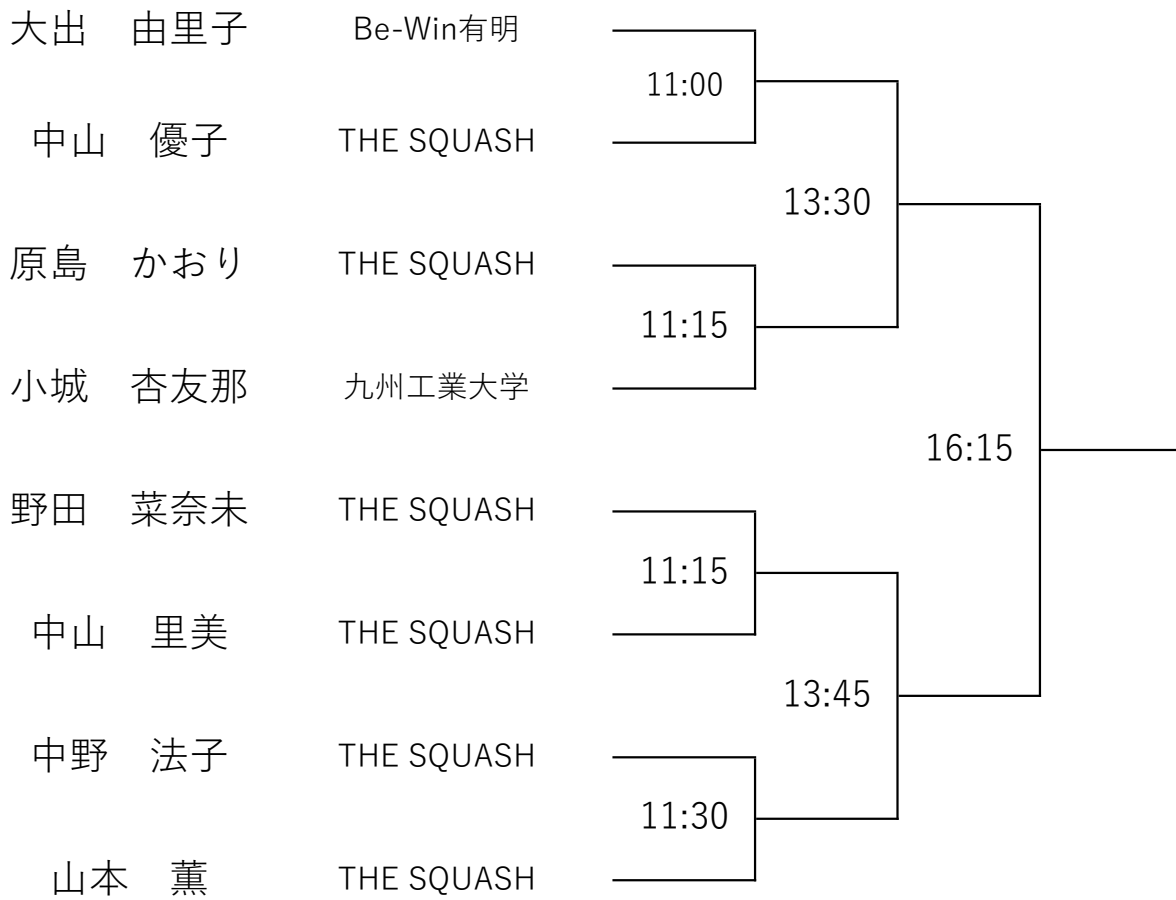 大出　由里子 Be-Win有明
11:00
中山　優子 THE SQUASH
13:30
原島　かおり THE SQUASH
11:15
小城　杏友那 九州工業大学
16:15
野田　菜奈未 THE SQUASH
11:15
中山　里美 THE SQUASH
13:45
中野　法子 THE SQUASH
11:30
山本　薫 THE SQUASH